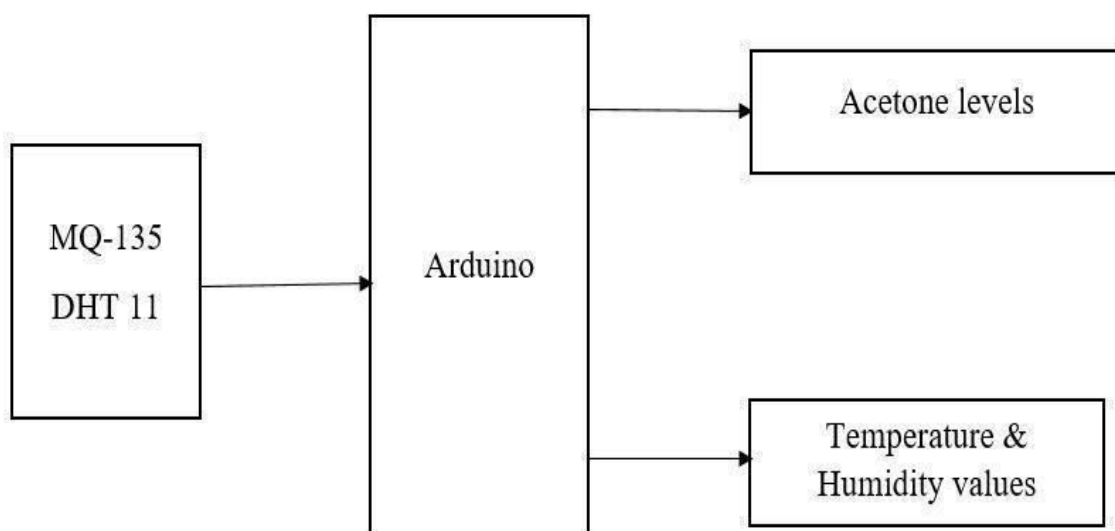 MQ-135
DHT 11
Arduino
Acetone levels
Temperature &
Humidity values